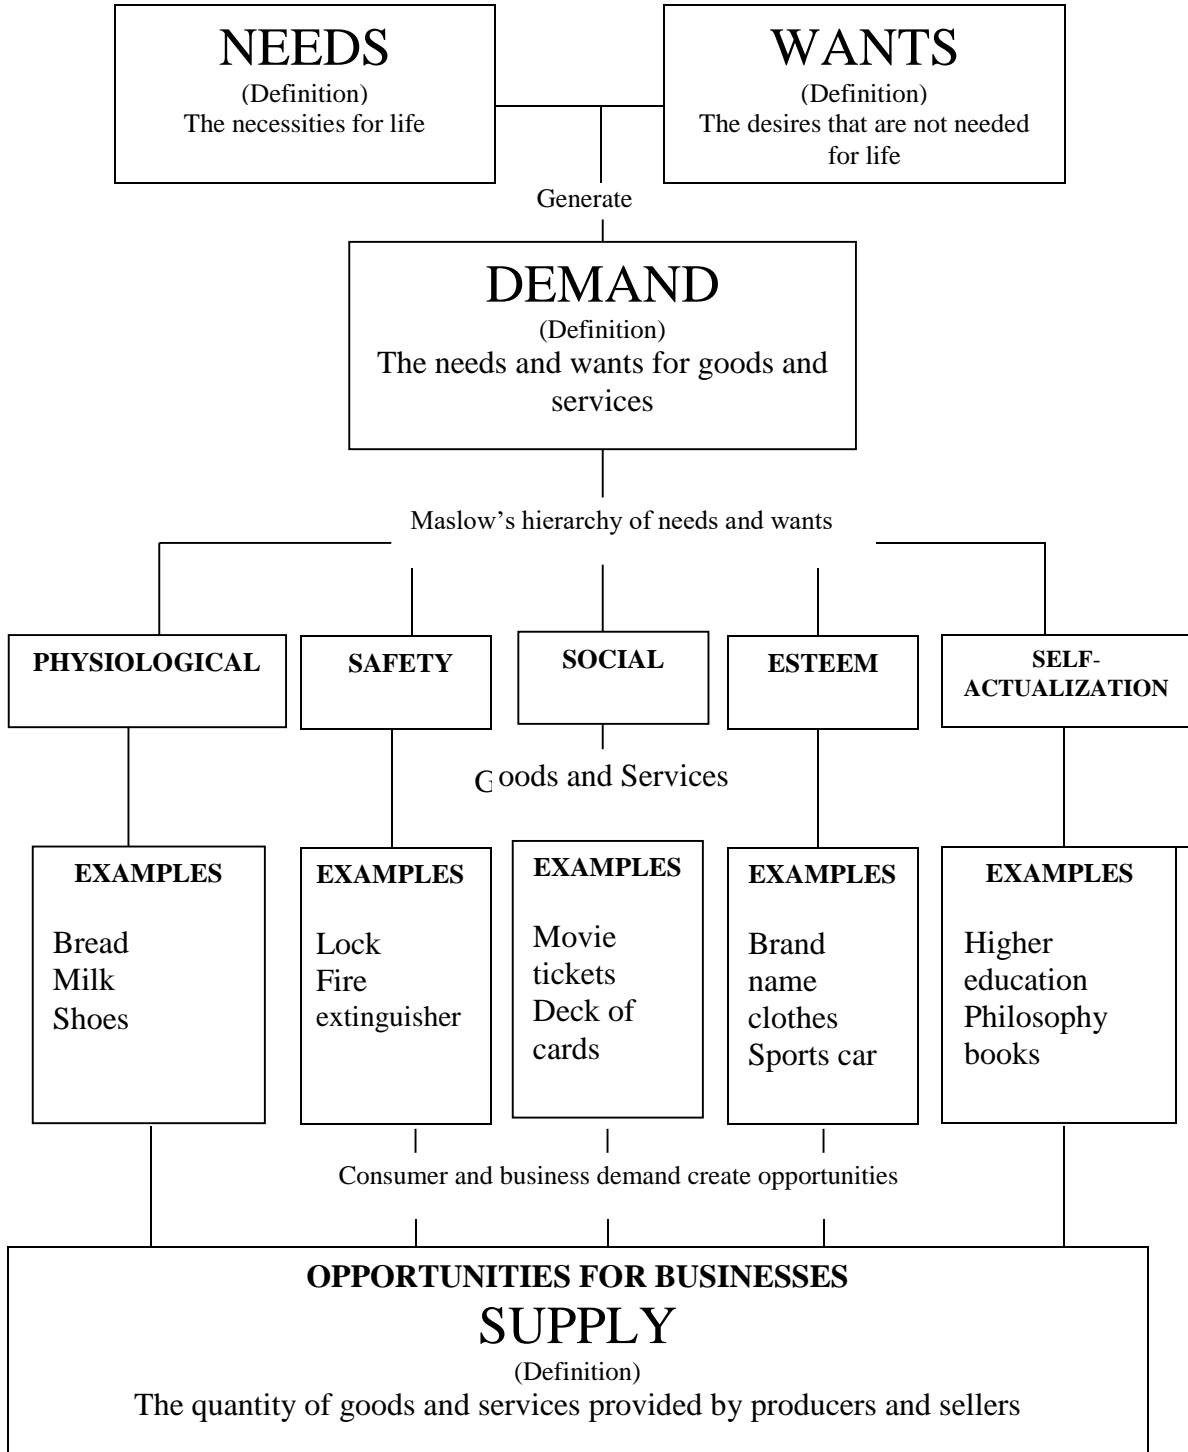 NEEDS
(Definition)
The necessities for life
WANTS
(Definition)
The desires that are not needed
for life
Generate
DEMAND
(Definition)
The needs and wants for goods and
services
Maslow’s hierarchy of needs and wants
PHYSIOLOGICAL
SAFETY
SOCIAL
ESTEEM
SELF-
ACTUALIZATION
Goods and Services
EXAMPLES
Bread
Milk
Shoes
EXAMPLES
Lock
Fire
extinguisher
EXAMPLES
Movie
tickets
Deck of
cards
EXAMPLES
Brand
name
clothes
Sports car
EXAMPLES
Higher
education
Philosophy
books
Consumer and business demand create opportunities
OPPORTUNITIES FOR BUSINESSES
SUPPLY
(Definition)
The quantity of goods and services provided by producers and sellers